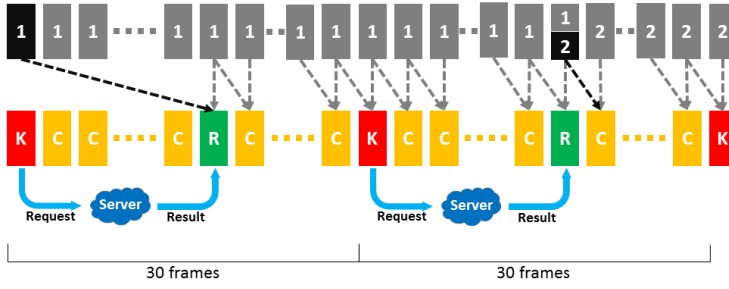 1 1 1 1 1 1 1 1 1 1 1 1 1 1 2 2 2 2
2
K C C C R C C K C C C R C C K
Request Server Result Request Server Result
30 frames 30 frames